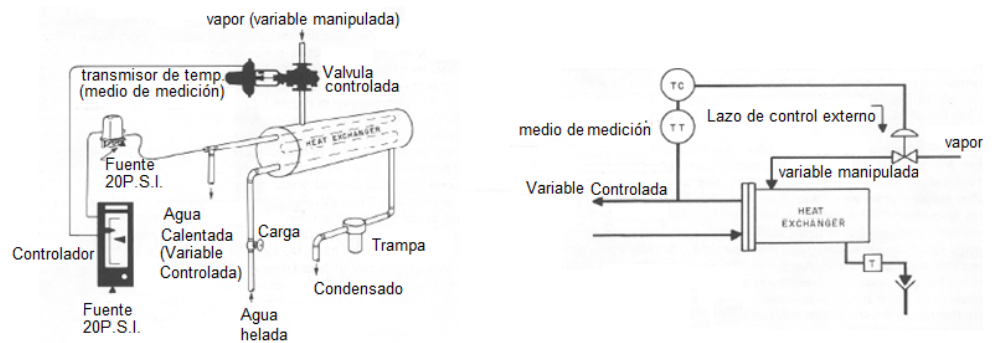 vapor (variable manipulada)
transmisor de temp.
(medio de medición)
Valvula
controlada
HEAT EXCHANGER
Fuente
20P.S.I.
Controlador
Agua
Calentada
(Variable
Controlada)
Carga
Trampa
Condensado
Fuente
20P.S.I.
Agua
helada
TC
Lazo de control externo
medio de medición
TT
vapor
variable manipulada
Variable Controlada
HEAT
EXCHANGER
T